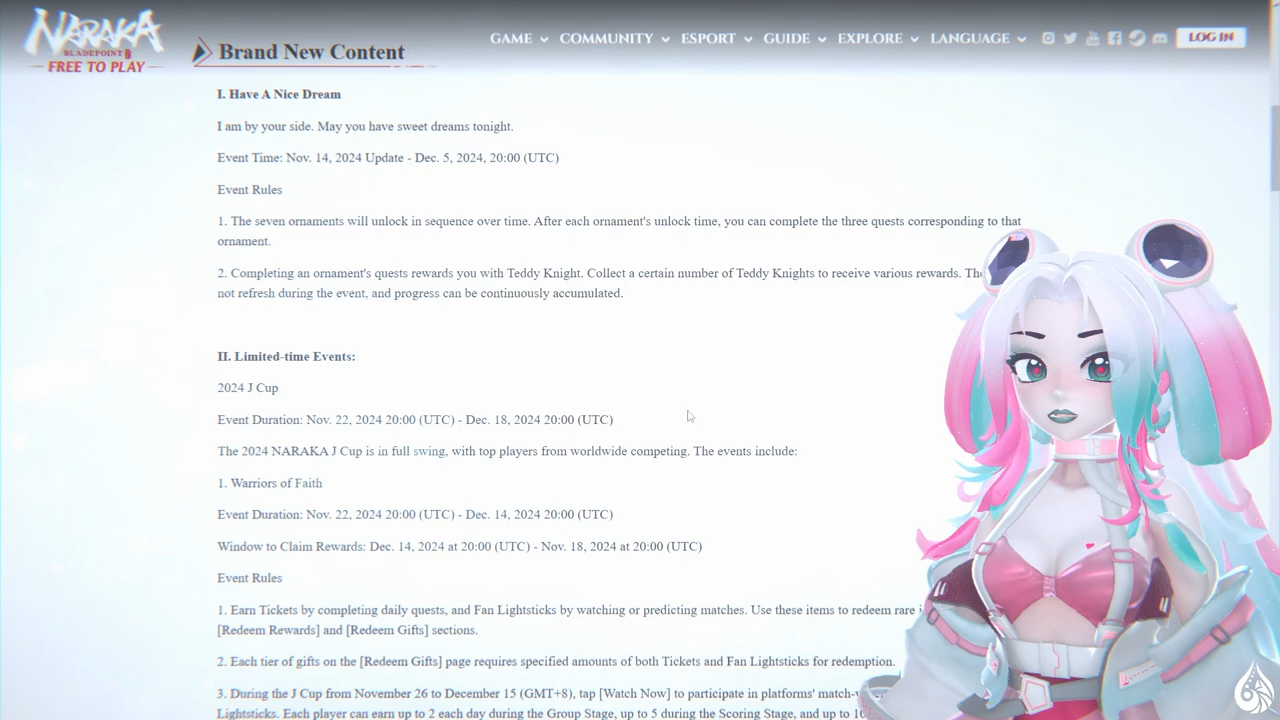 NARAKA
BLADEPOINT
FREE TO PLAY
Brand New Content
GAME COMMUNITY ESPORT GUIDE EXPLORE LANGUAGE LOG IN
I. Have A Nice Dream
I am by your side. May you have sweet dreams tonight.
Event Time: Nov. 14, 2024 Update - Dec. 5, 2024, 20:00 (UTC)
Event Rules
1. The seven ornaments will unlock in sequence over time. After each ornament's unlock time, you can complete the three quests corresponding to that
ornament.
2. Completing an ornament's quests rewards you with Teddy Knight. Collect a certain number of Teddy Knights to receive various rewards.
not refresh during the event, and progress can be continuously accumulated.
II. Limited-time Events:
2024 J Cup
Event Duration: Nov. 22, 2024 20:00 (UTC) - Dec. 18, 2024 20:00 (UTC)
The 2024 NARAKA J Cup is in full swing, with top players from worldwide competing. The events include:
1. Warriors of Faith
Event Duration: Nov. 22, 2024 20:00 (UTC) - Dec. 14, 2024 20:00 (UTC)
Window to Claim Rewards: Dec. 14, 2024 at 20:00 (UTC) - Nov. 18, 2024 at 20:00 (UTC)
Event Rules
1. Earn Tickets by completing daily quests, and Fan Lightsticks by watching or predicting matches. Use these items to redeem rare
[Redeem Rewards] and [Redeem Gifts] sections.
2. Each tier of gifts on the [Redeem Gifts] page requires specified amounts of both Tickets and Fan Lightsticks for redemption.
3. During the J Cup from November 26 to December 15 (GMT+8), tap [Watch Now] to participate in platforms'
Lightsticks. Each player can earn up to 2 each day during the Group Stage, up to 5 during the Scoring Stage, and up to